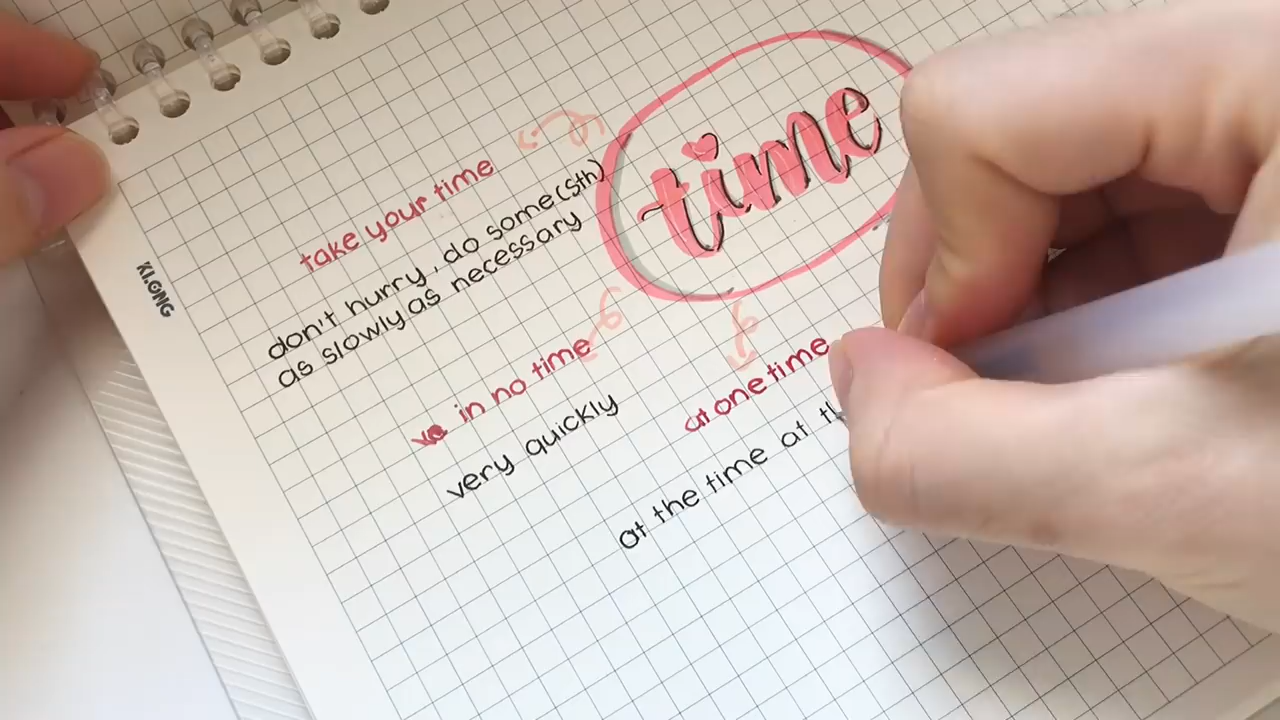 time
take your time
don't hurry, do some(sth)
as slowly as necessary
in no time
very quickly
at one time
at the time at
KLONG